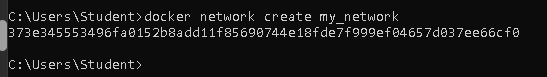 C:\Users\Student>docker network create my_network
373e345553496fa0152b8add11f85690744e18fde7f999ef04657d037ee66cf0
C:\Users\Student>